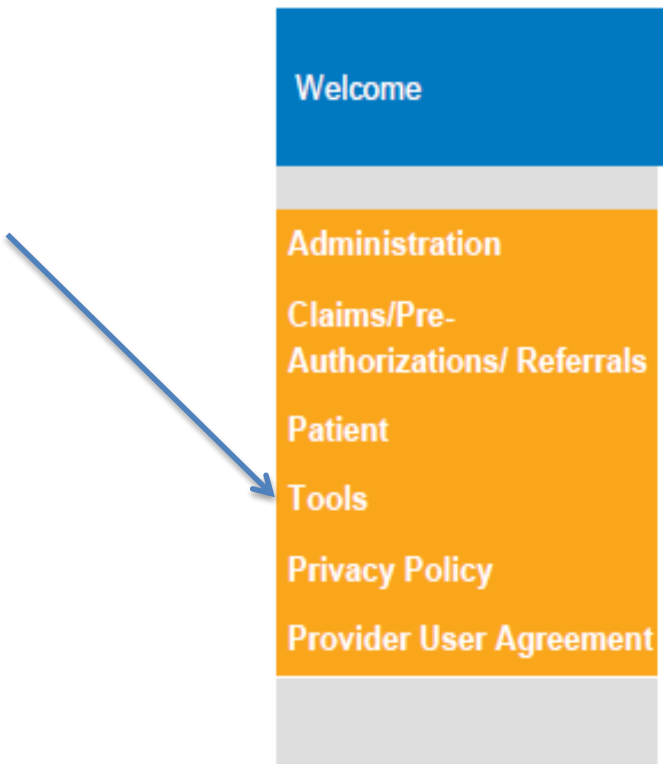 Welcome
Administration
Claims/Pre-
Authorizations/ Referrals
Patient
Tools
Privacy Policy
Provider User Agreement